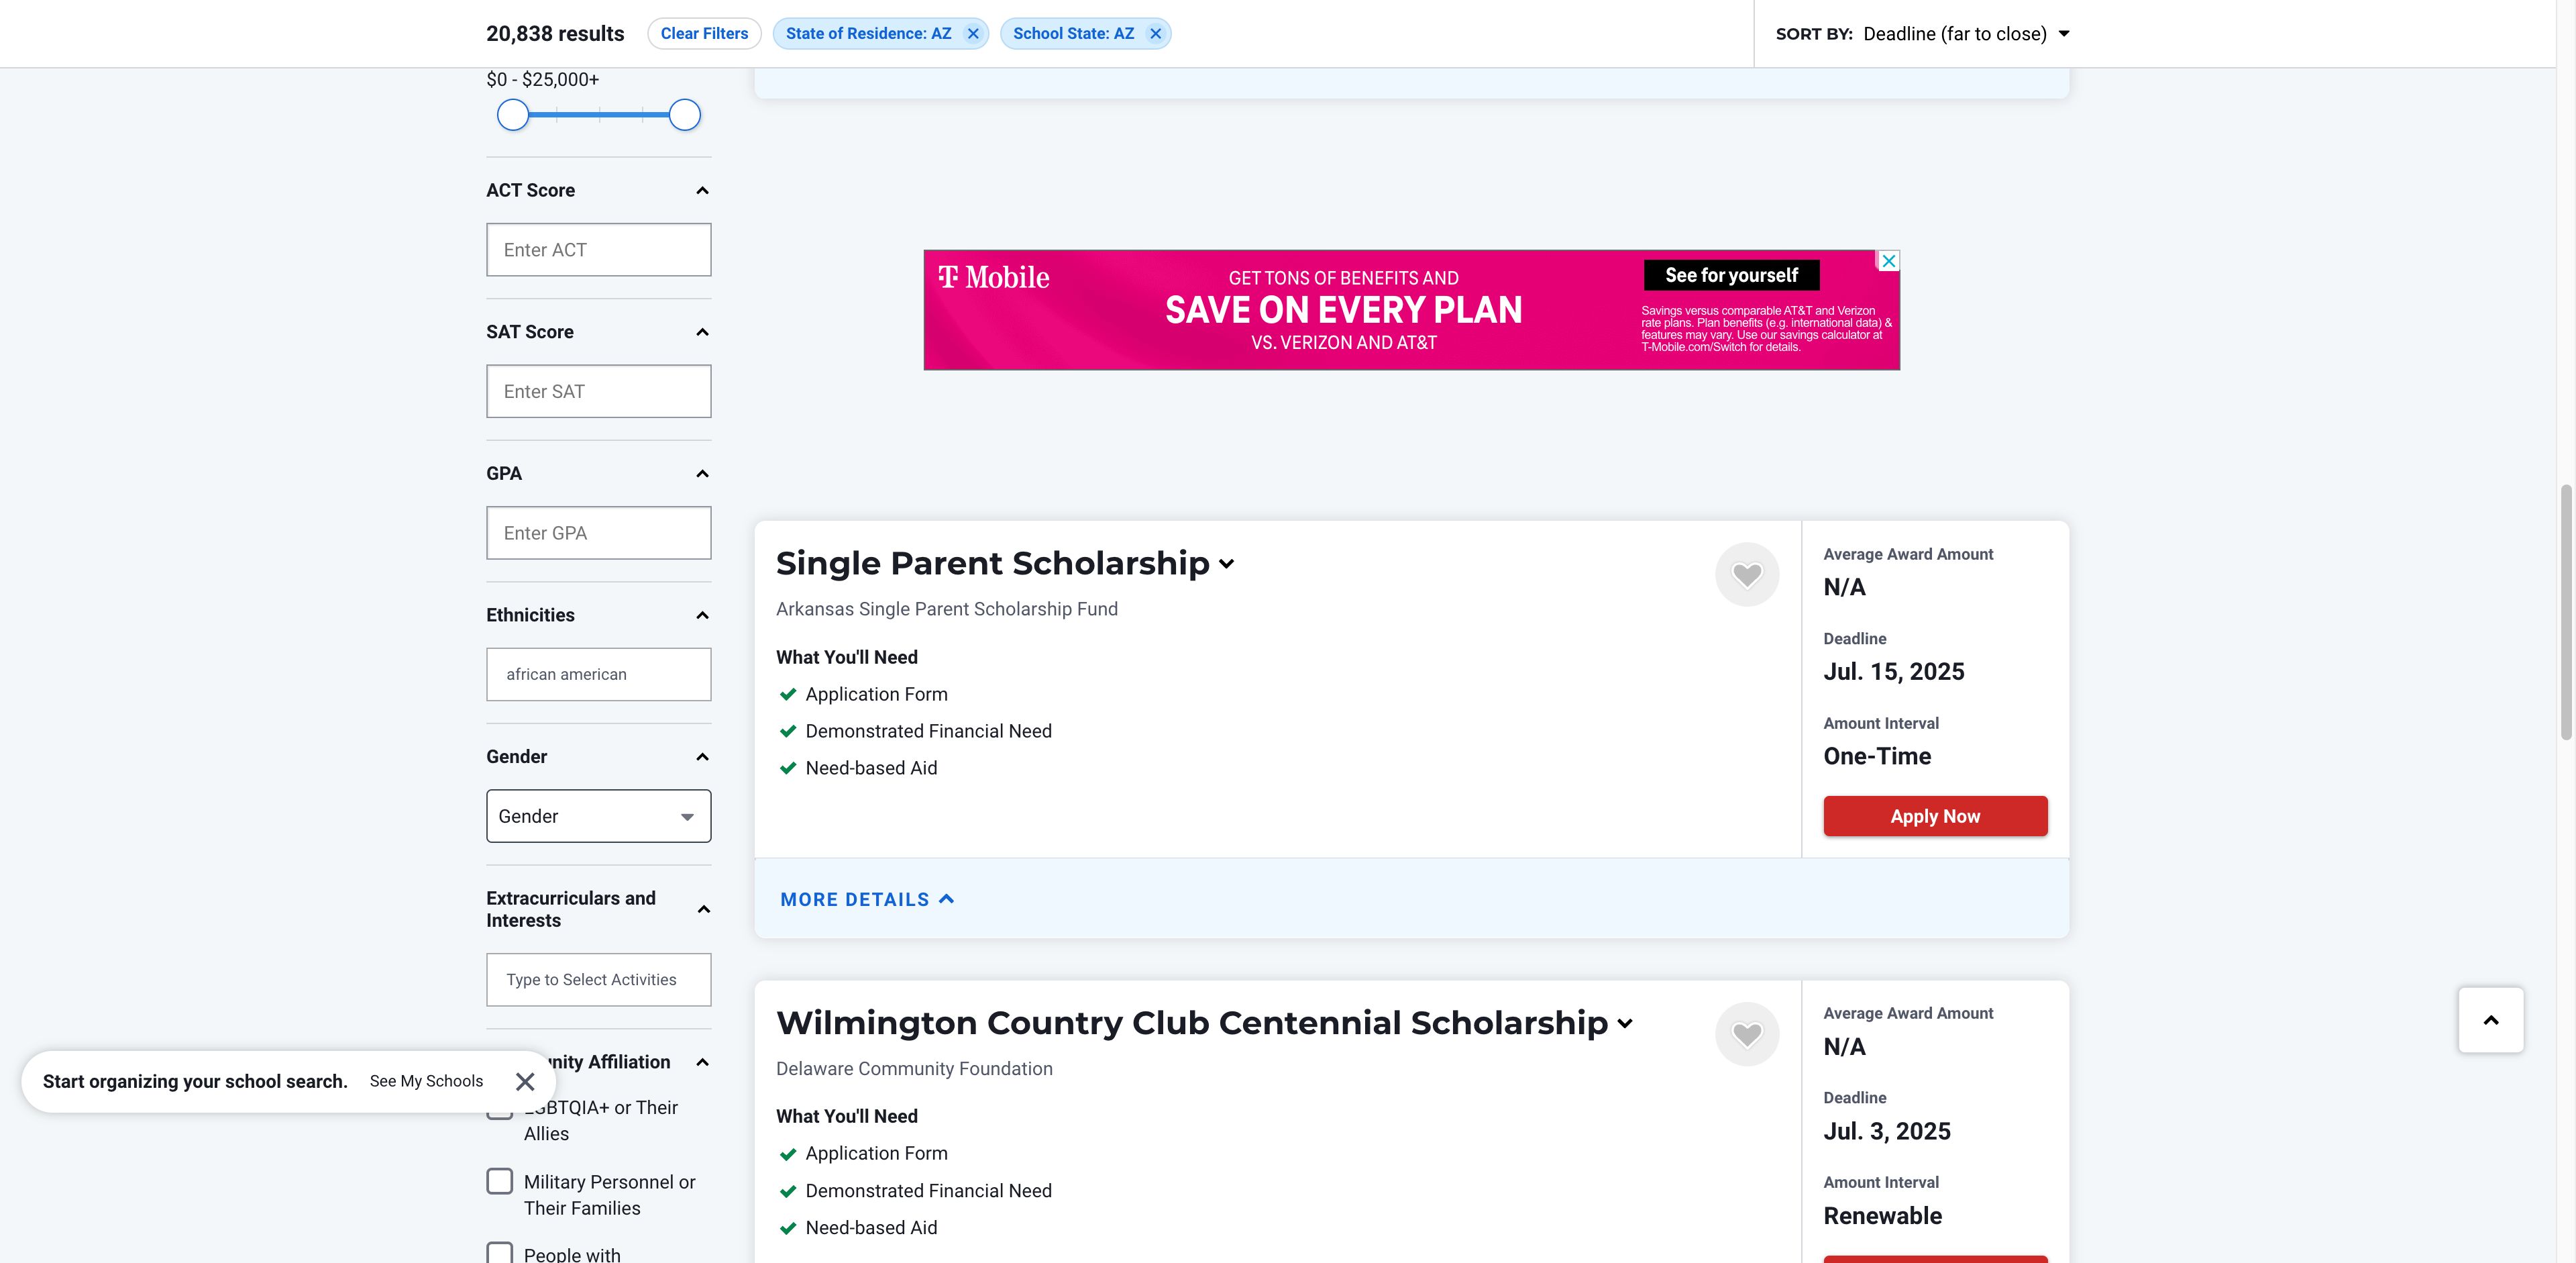 20,838 results
Clear Filters
State of Residence: AZ
School State: AZ
SORT BY: Deadline (far to close)
$0 - $25,000+
ACT Score
Enter ACT
SAT Score
Enter SAT
GPA
Enter GPA
Ethnicities
african american
Gender
Gender
Extracurriculars and
Interests
Type to Select Activities
unity Affiliation
LGBTQIA+ or Their
Allies
Military Personnel or
Their Families
People with
Start organizing your school search.
See My Schools
T Mobile
GET TONS OF BENEFITS AND
SAVE ON EVERY PLAN
VS. VERIZON AND AT&T
See for yourself
Savings versus comparable AT&T and Verizon
rate plans. Plan benefits (e.g. international data) &
features may vary. Use our savings calculator at
T-Mobile.com/Switch for details.
Single Parent Scholarship
Arkansas Single Parent Scholarship Fund
What You'll Need
Application Form
Demonstrated Financial Need
Need-based Aid
Average Award Amount
N/A
Deadline
Jul. 15, 2025
Amount Interval
One-Time
Apply Now
MORE DETAILS
Wilmington Country Club Centennial Scholarship
Delaware Community Foundation
What You'll Need
Application Form
Demonstrated Financial Need
Need-based Aid
Average Award Amount
N/A
Deadline
Jul. 3, 2025
Amount Interval
Renewable